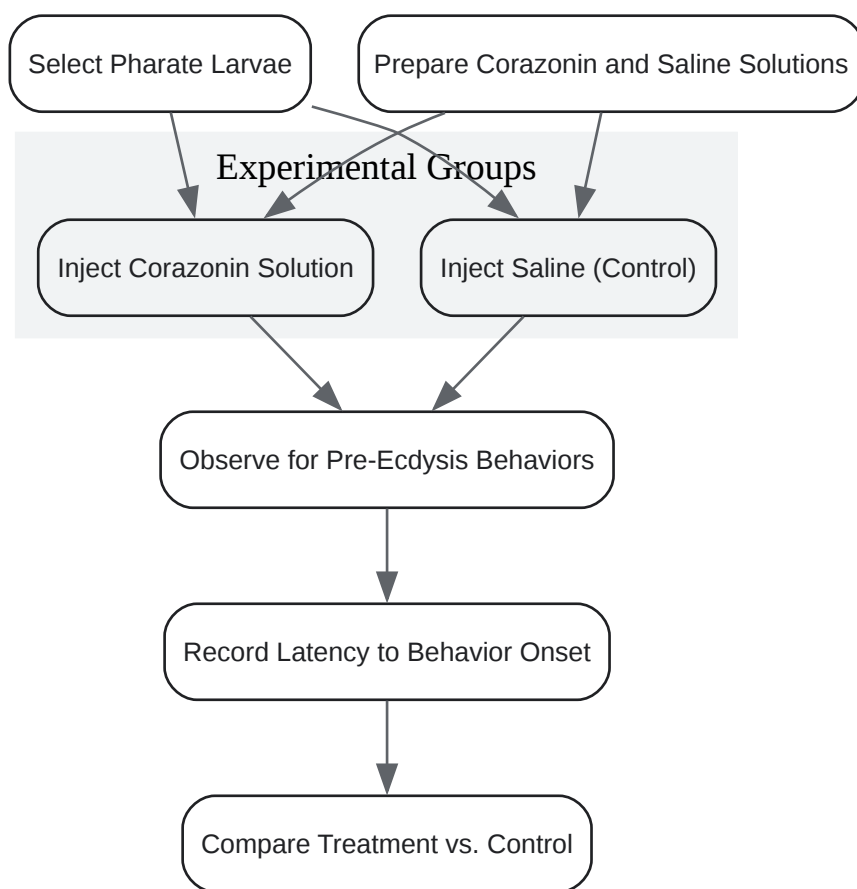 Select Pharate Larvae
Prepare Corazonin and Saline Solutions
Experimental Groups
Inject Corazonin Solution
Inject Saline (Control)
Observe for Pre-Ecdysis Behaviors
Record Latency to Behavior Onset
Compare Treatment vs. Control